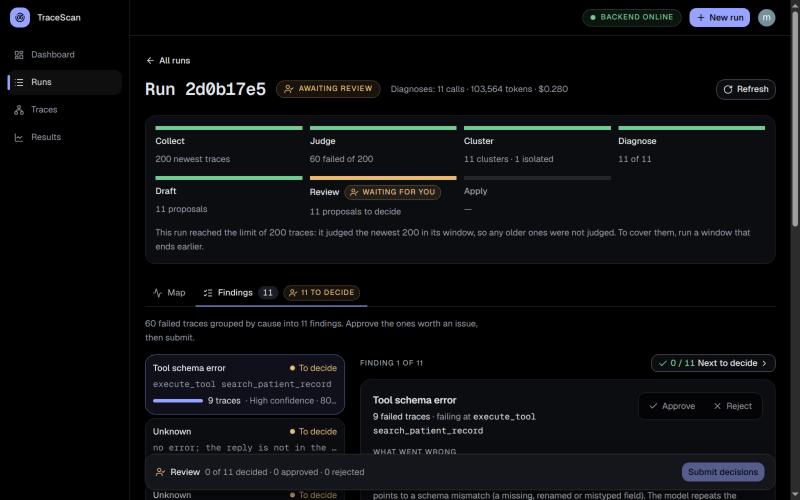 TraceScan
BACKEND ONLINE
New run
m
Dashboard
Runs
Traces
Results
All runs
Run 2d0b17e5
AWAITING REVIEW
Diagnoses: 11 calls · 103,564 tokens · $0.280
Refresh
Collect
200 newest traces
Judge
60 failed of 200
Cluster
11 clusters · 1 isolated
Diagnose
11 of 11
Draft
11 proposals
Review
WAITING FOR YOU
11 proposals to decide
Apply
—
This run reached the limit of 200 traces: it judged the newest 200 in its window, so any older ones were not judged. To cover them, run a window that
ends earlier.
Map
Findings 11
11 TO DECIDE
60 failed traces grouped by cause into 11 findings. Approve the ones worth an issue,
then submit.
Tool schema error
To decide
execute_tool search_patient_record
9 traces · High confidence · 80…
Unknown
To decide
no error; the reply is not in the …
Unknown
To decide
FINDING 1 OF 11
0 / 11 Next to decide
Tool schema error
9 failed traces · failing at execute_tool
search_patient_record
Approve
Reject
WHAT WENT WRONG
points to a schema mismatch (a missing, renamed or mistyped field). The model repeats the
Review 0 of 11 decided · 0 approved · 0 rejected
Submit decisions